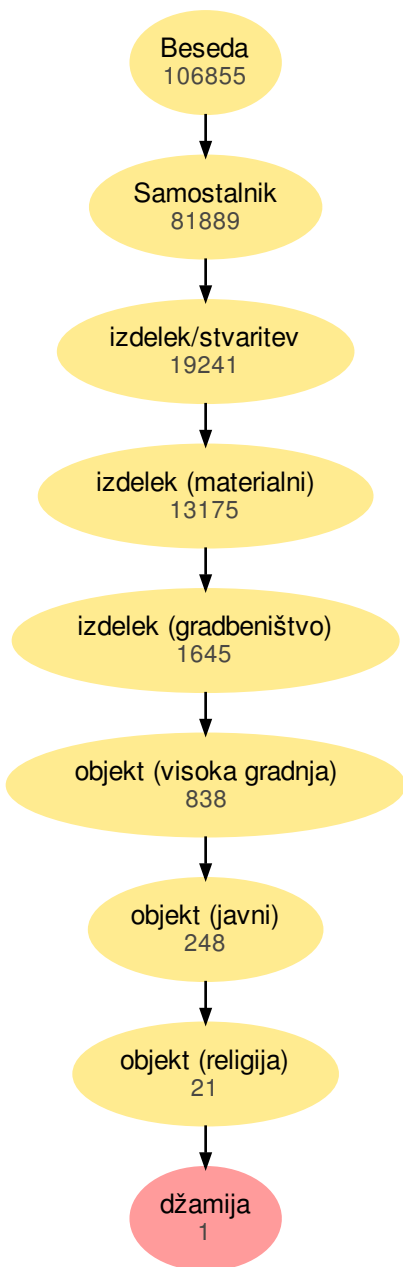 Beseda
106855
Samostalnik
81889
izdelek/stvaritev
19241
izdelek (materialni)
13175
izdelek (gradbeništvo)
1645
objekt (visoka gradnja)
838
objekt (javni)
248
objekt (religija)
21
džamija
1